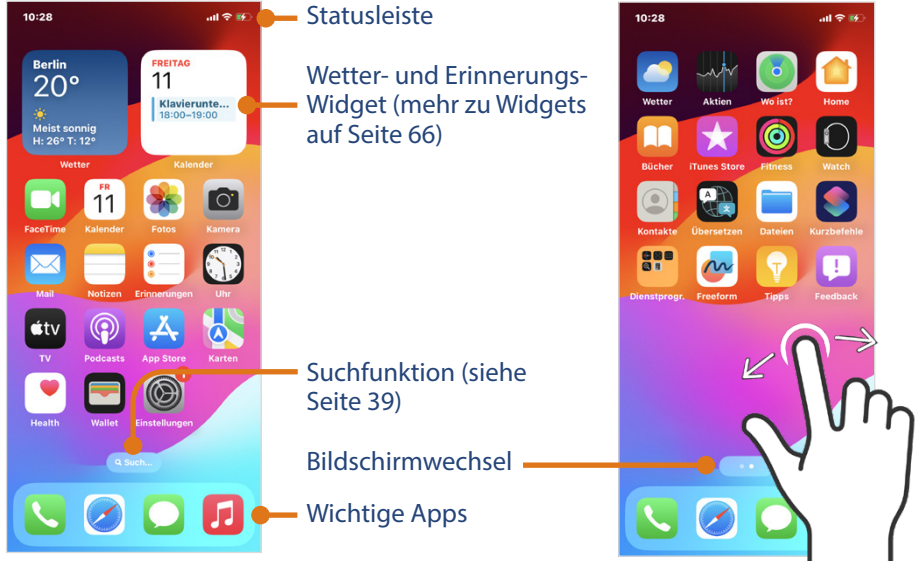 10:28
Berlin
20°
Meist sonnig
H: 26° T: 12°
Wetter
FREITAG
11
Klavierunte...
18:00–19:00
Kalender
FR
11
FaceTime Kalender Fotos Kamera
Mail Notizen Erinnerungen Uhr
tv
TV Podcasts App Store Karten
Health Wallet Einstellungen
Such...
Statusleiste
Wetter- und Erinnerungs-
Widget (mehr zu Widgets
auf Seite 66)
Suchfunktion (siehe
Seite 39)
Bildschirmwechsel
Wichtige Apps
10:28
Wetter Aktien Wo ist? Home
Bücher iTunes Store Fitness Watch
A
Kontakte Übersetzen Dateien Kurzbefehle
Dienstprogr. Freeform Tipps Feedback